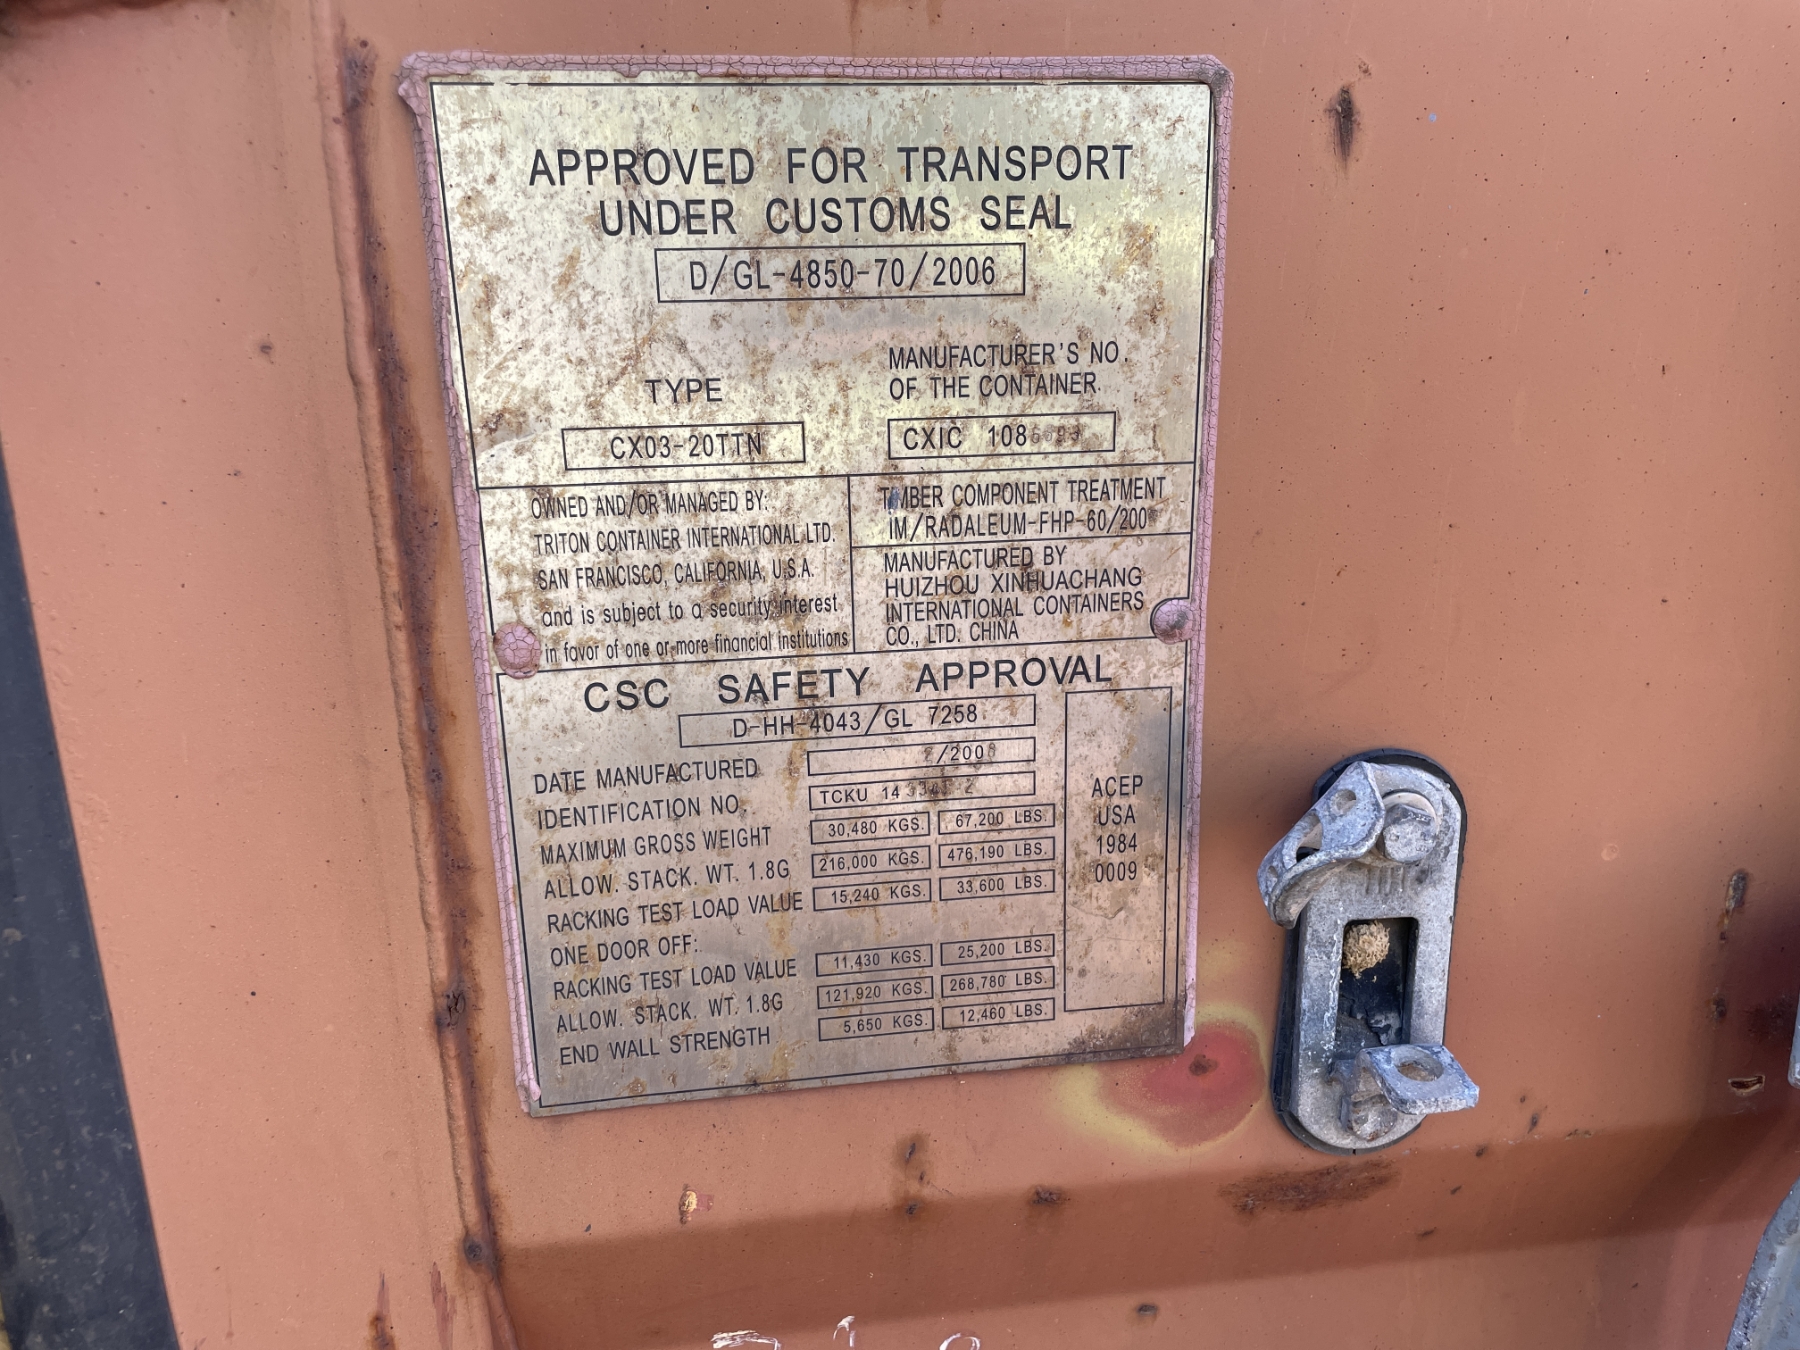 APPROVED FOR TRANSPORT
UNDER CUSTOMS SEAL
D/GL-4850-70/2006
TYPE
CX03-20TTN
MANUFACTURER'S NO.
OF THE CONTAINER
CXIC
OWNED AND/OR MANAGED BY:
TRITON CONTAINER INTERNATIONAL LTD.
SAN FRANCISCO, CALIFORNIA, U.S.A.
and is subject to a security interest
in favor of one or more financial institutions
TIMBER COMPONENT TREATMENT
MANUFACTURED BY
HUIZHOU XINHUACHANG
INTERNATIONAL CONTAINERS
CO., LTD. CHINA
CSC SAFETY APPROVAL
D-HH-4043/GL 7258
DATE MANUFACTURED
IDENTIFICATION NO. TCKU
MAXIMUM GROSS WEIGHT 30,480 KGS. 67,200 LBS.
ALLOW. STACK. WT. 1.8G 216,000 KGS. 476,190 LBS.
RACKING TEST LOAD VALUE 15,240 KGS. 33,600 LBS.
ONE DOOR OFF:
RACKING TEST LOAD VALUE 11,430 KGS. 25,200 LBS.
ALLOW. STACK. WT. 1.8G 121,920 KGS. 268,780 LBS.
END WALL STRENGTH 5,650 KGS. 12,460 LBS.
ACEP
USA
1984
0009